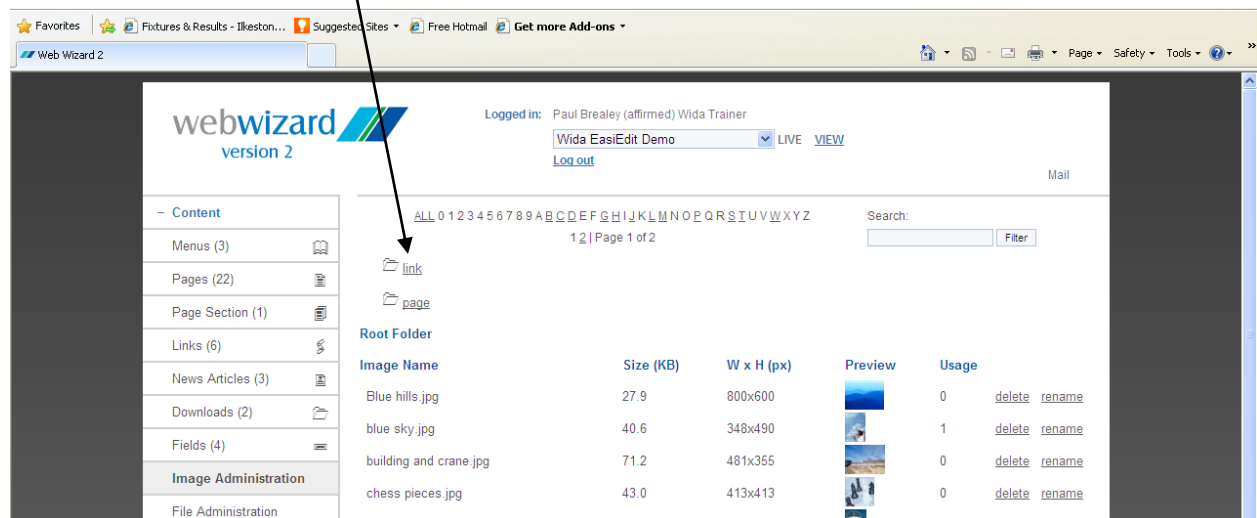 Favorites Fixtures & Results - Ilkeston... Suggested Sites Free Hotmail Get more Add-ons
Web Wizard 2 Page Safety Tools »
webwizard
version 2
Logged in: Paul Brealey (affirmed) Wida Trainer
Wida EasiEdit Demo LIVE VIEW
Log out
Mail
– Content
Menus (3)
Pages (22)
Page Section (1)
Links (6)
News Articles (3)
Downloads (2)
Fields (4)
Image Administration
File Administration
ALL 0 1 2 3 4 5 6 7 8 9 A B C D E F G H I J K L M N O P Q R S T U V W X Y Z
1 2 | Page 1 of 2
Search:
Filter
link
page
Root Folder
Image Name Size (KB) W x H (px) Preview Usage
Blue hills.jpg 27.9 800x600 0 delete rename
blue sky.jpg 40.6 348x490 1 delete rename
building and crane.jpg 71.2 481x355 0 delete rename
chess pieces.jpg 43.0 413x413 0 delete rename